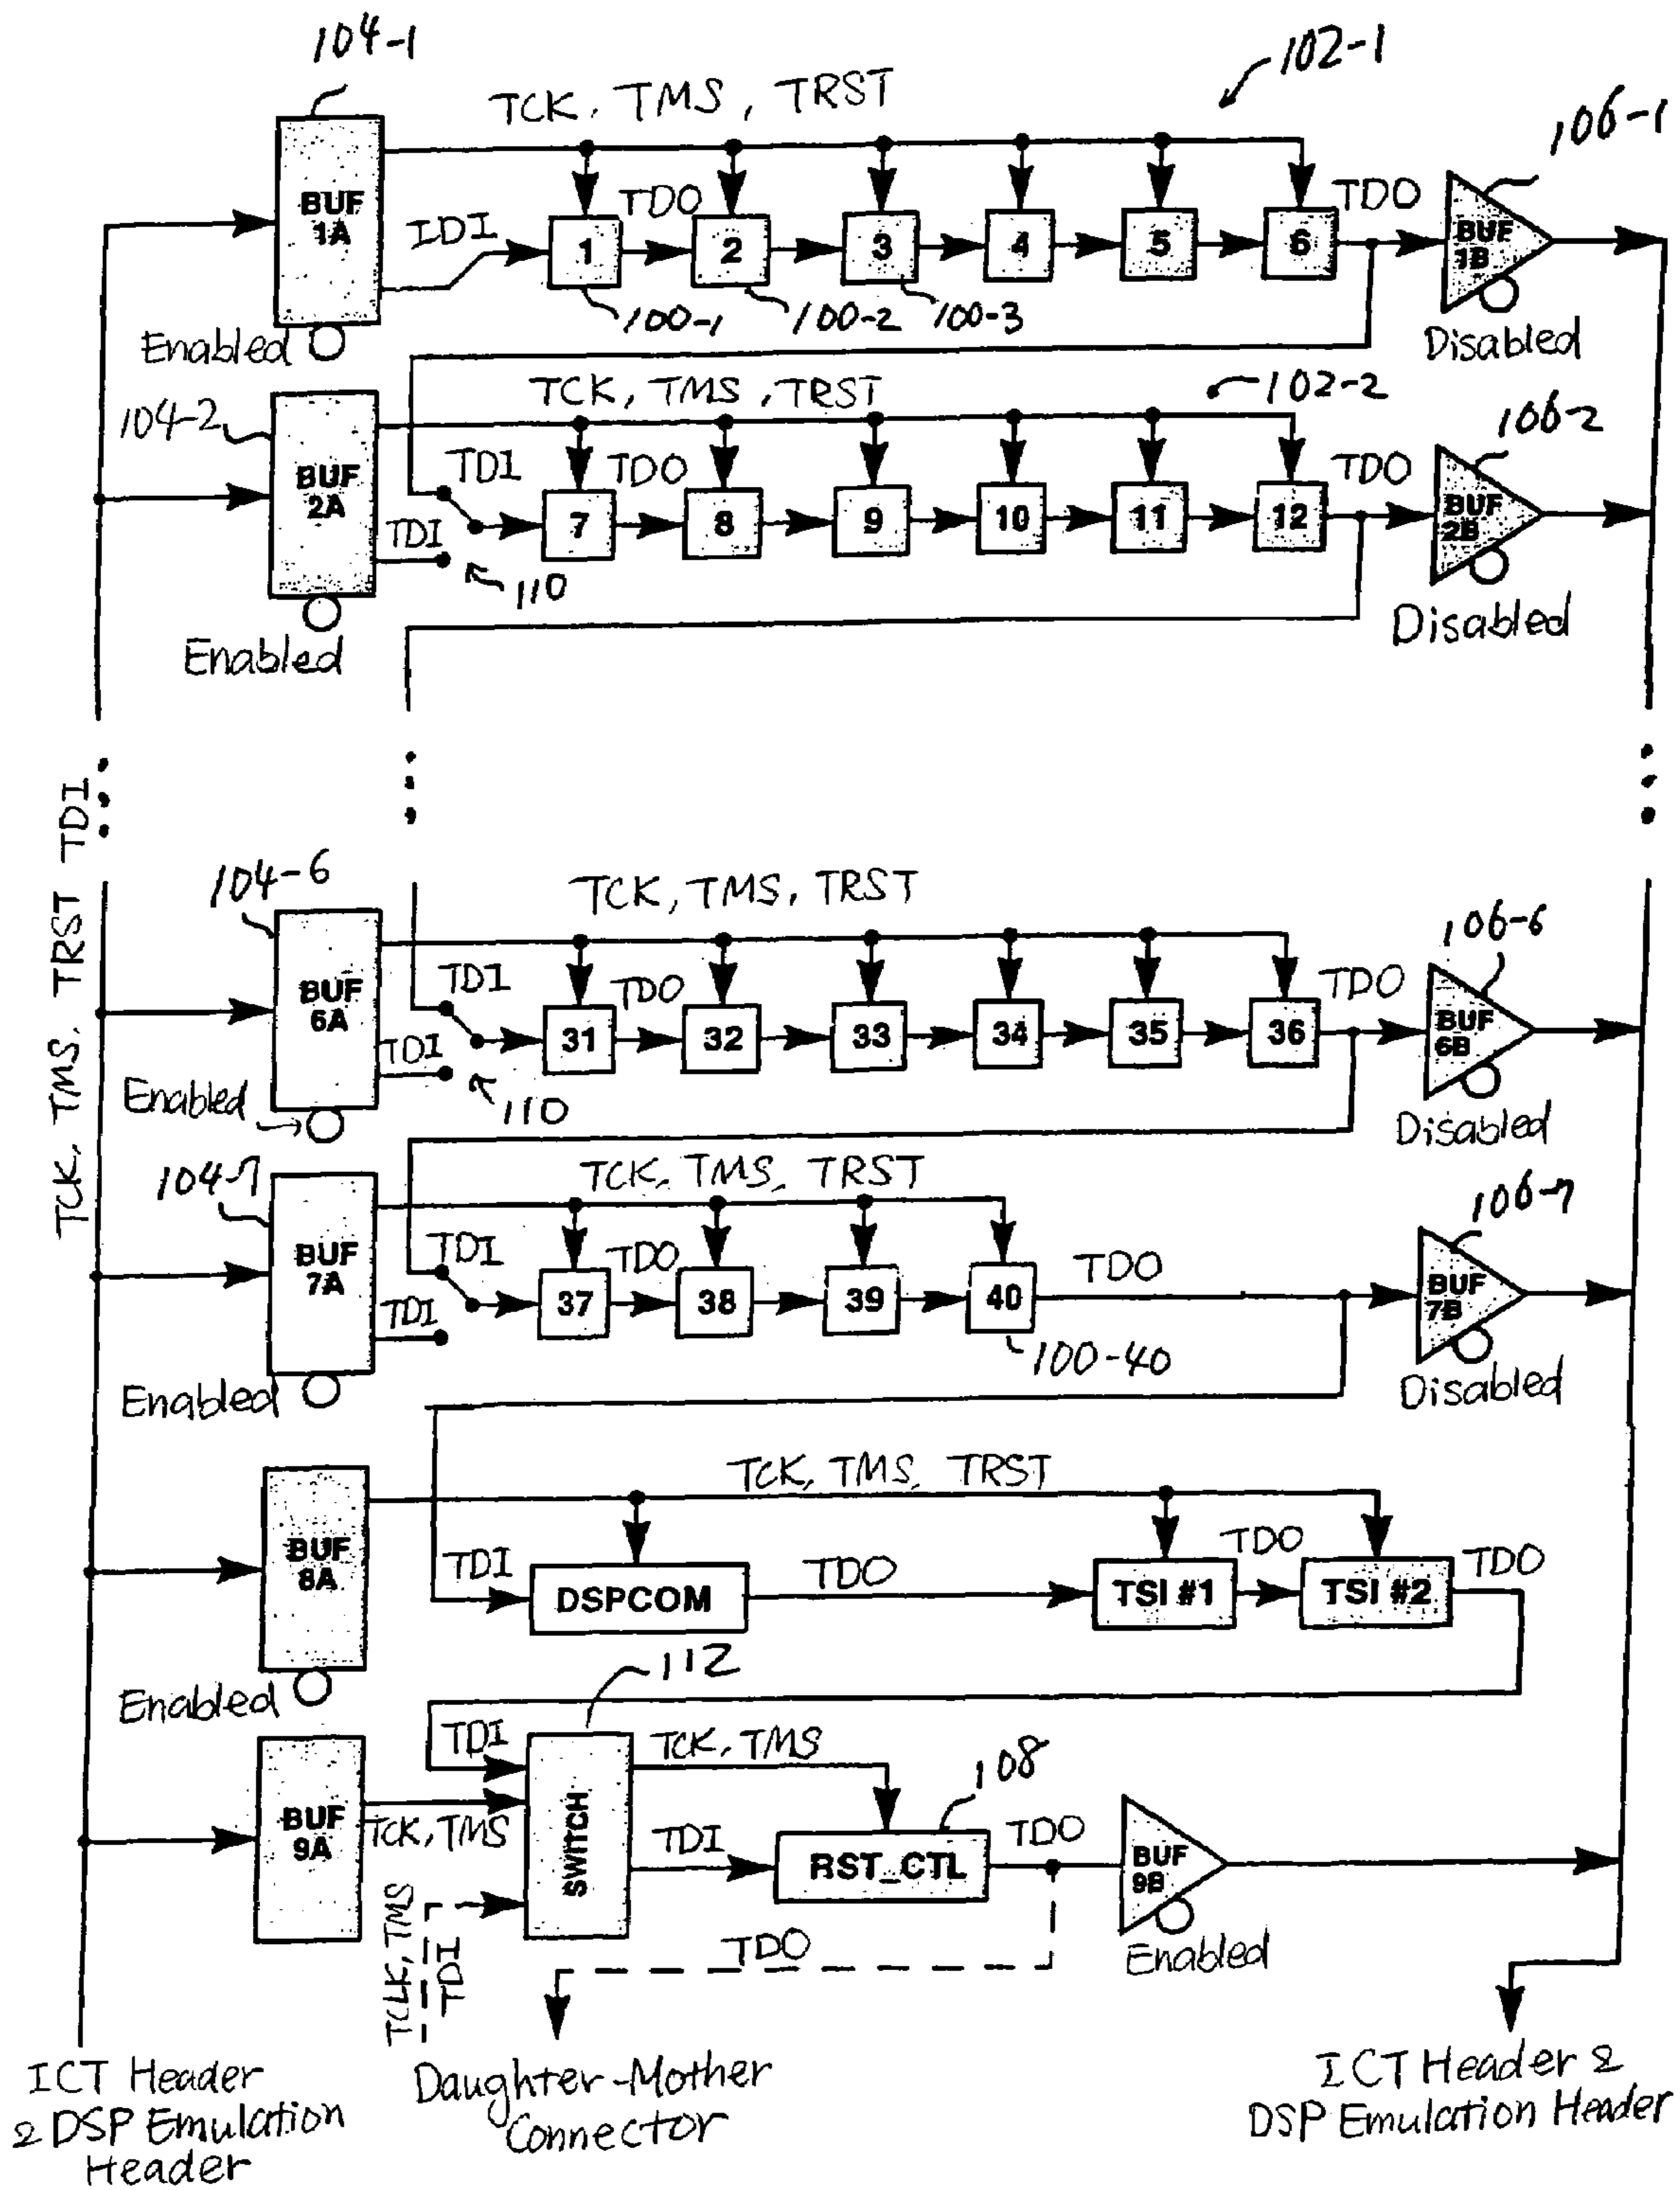 104-1
102-1
TCK, TMS, TRST
106-1
BUF 1A
IDI
1
TDO
2
3
4
5
6
TDO
BUF 1B
100-1
100-2
100-3
Enabled
Disabled
TCK, TMS, TRST
102-2
104-2
106-2
BUF 2A
TDI
TDI
7
TDO
8
9
10
11
12
TDO
BUF 2B
110
Enabled
Disabled
TCK, TMS, TRST TDI
104-6
TCK, TMS, TRST
106-6
BUF 6A
TDI
TDI
31
TDO
32
33
34
35
36
TDO
BUF 6B
Enabled
110
Disabled
104-7
TCK, TMS, TRST
106-7
BUF 7A
TDI
TDI
37
TDO
38
39
40
TDO
BUF 7B
100-40
Enabled
Disabled
TCK, TMS, TRST
BUF 8A
TDI
DSPCOM
TDO
TSI #1
TDO
TSI #2
TDO
Enabled
112
TDI
TCK, TMS
108
BUF 9A
TCK, TMS
SWITCH
TDI
RST_CTL
TDO
BUF 9B
TCLK, TMS
TDI
TDO
Enabled
ICT Header
& DSP Emulation
Header
Daughter-Mother
Connector
ICT Header &
DSP Emulation Header